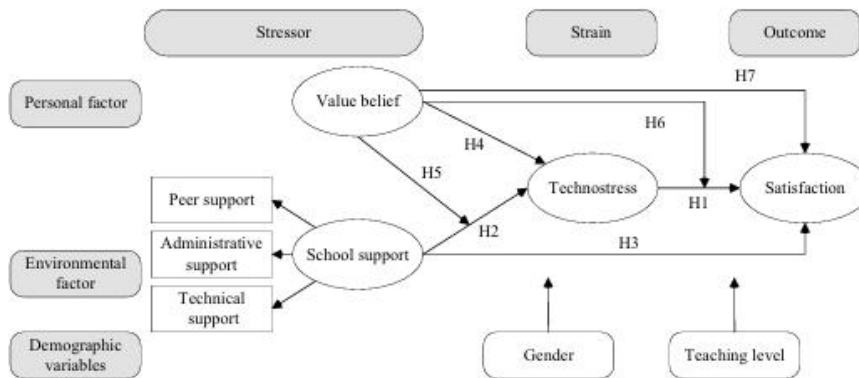 Stressor
Strain
Outcome
Personal factor
Value belief
H7
H6
H4
H5
Technostress
H1
Satisfaction
Peer support
Administrative
support
School support
H2
H3
Environmental
factor
Technical
support
Demographic
variables
Gender
Teaching level